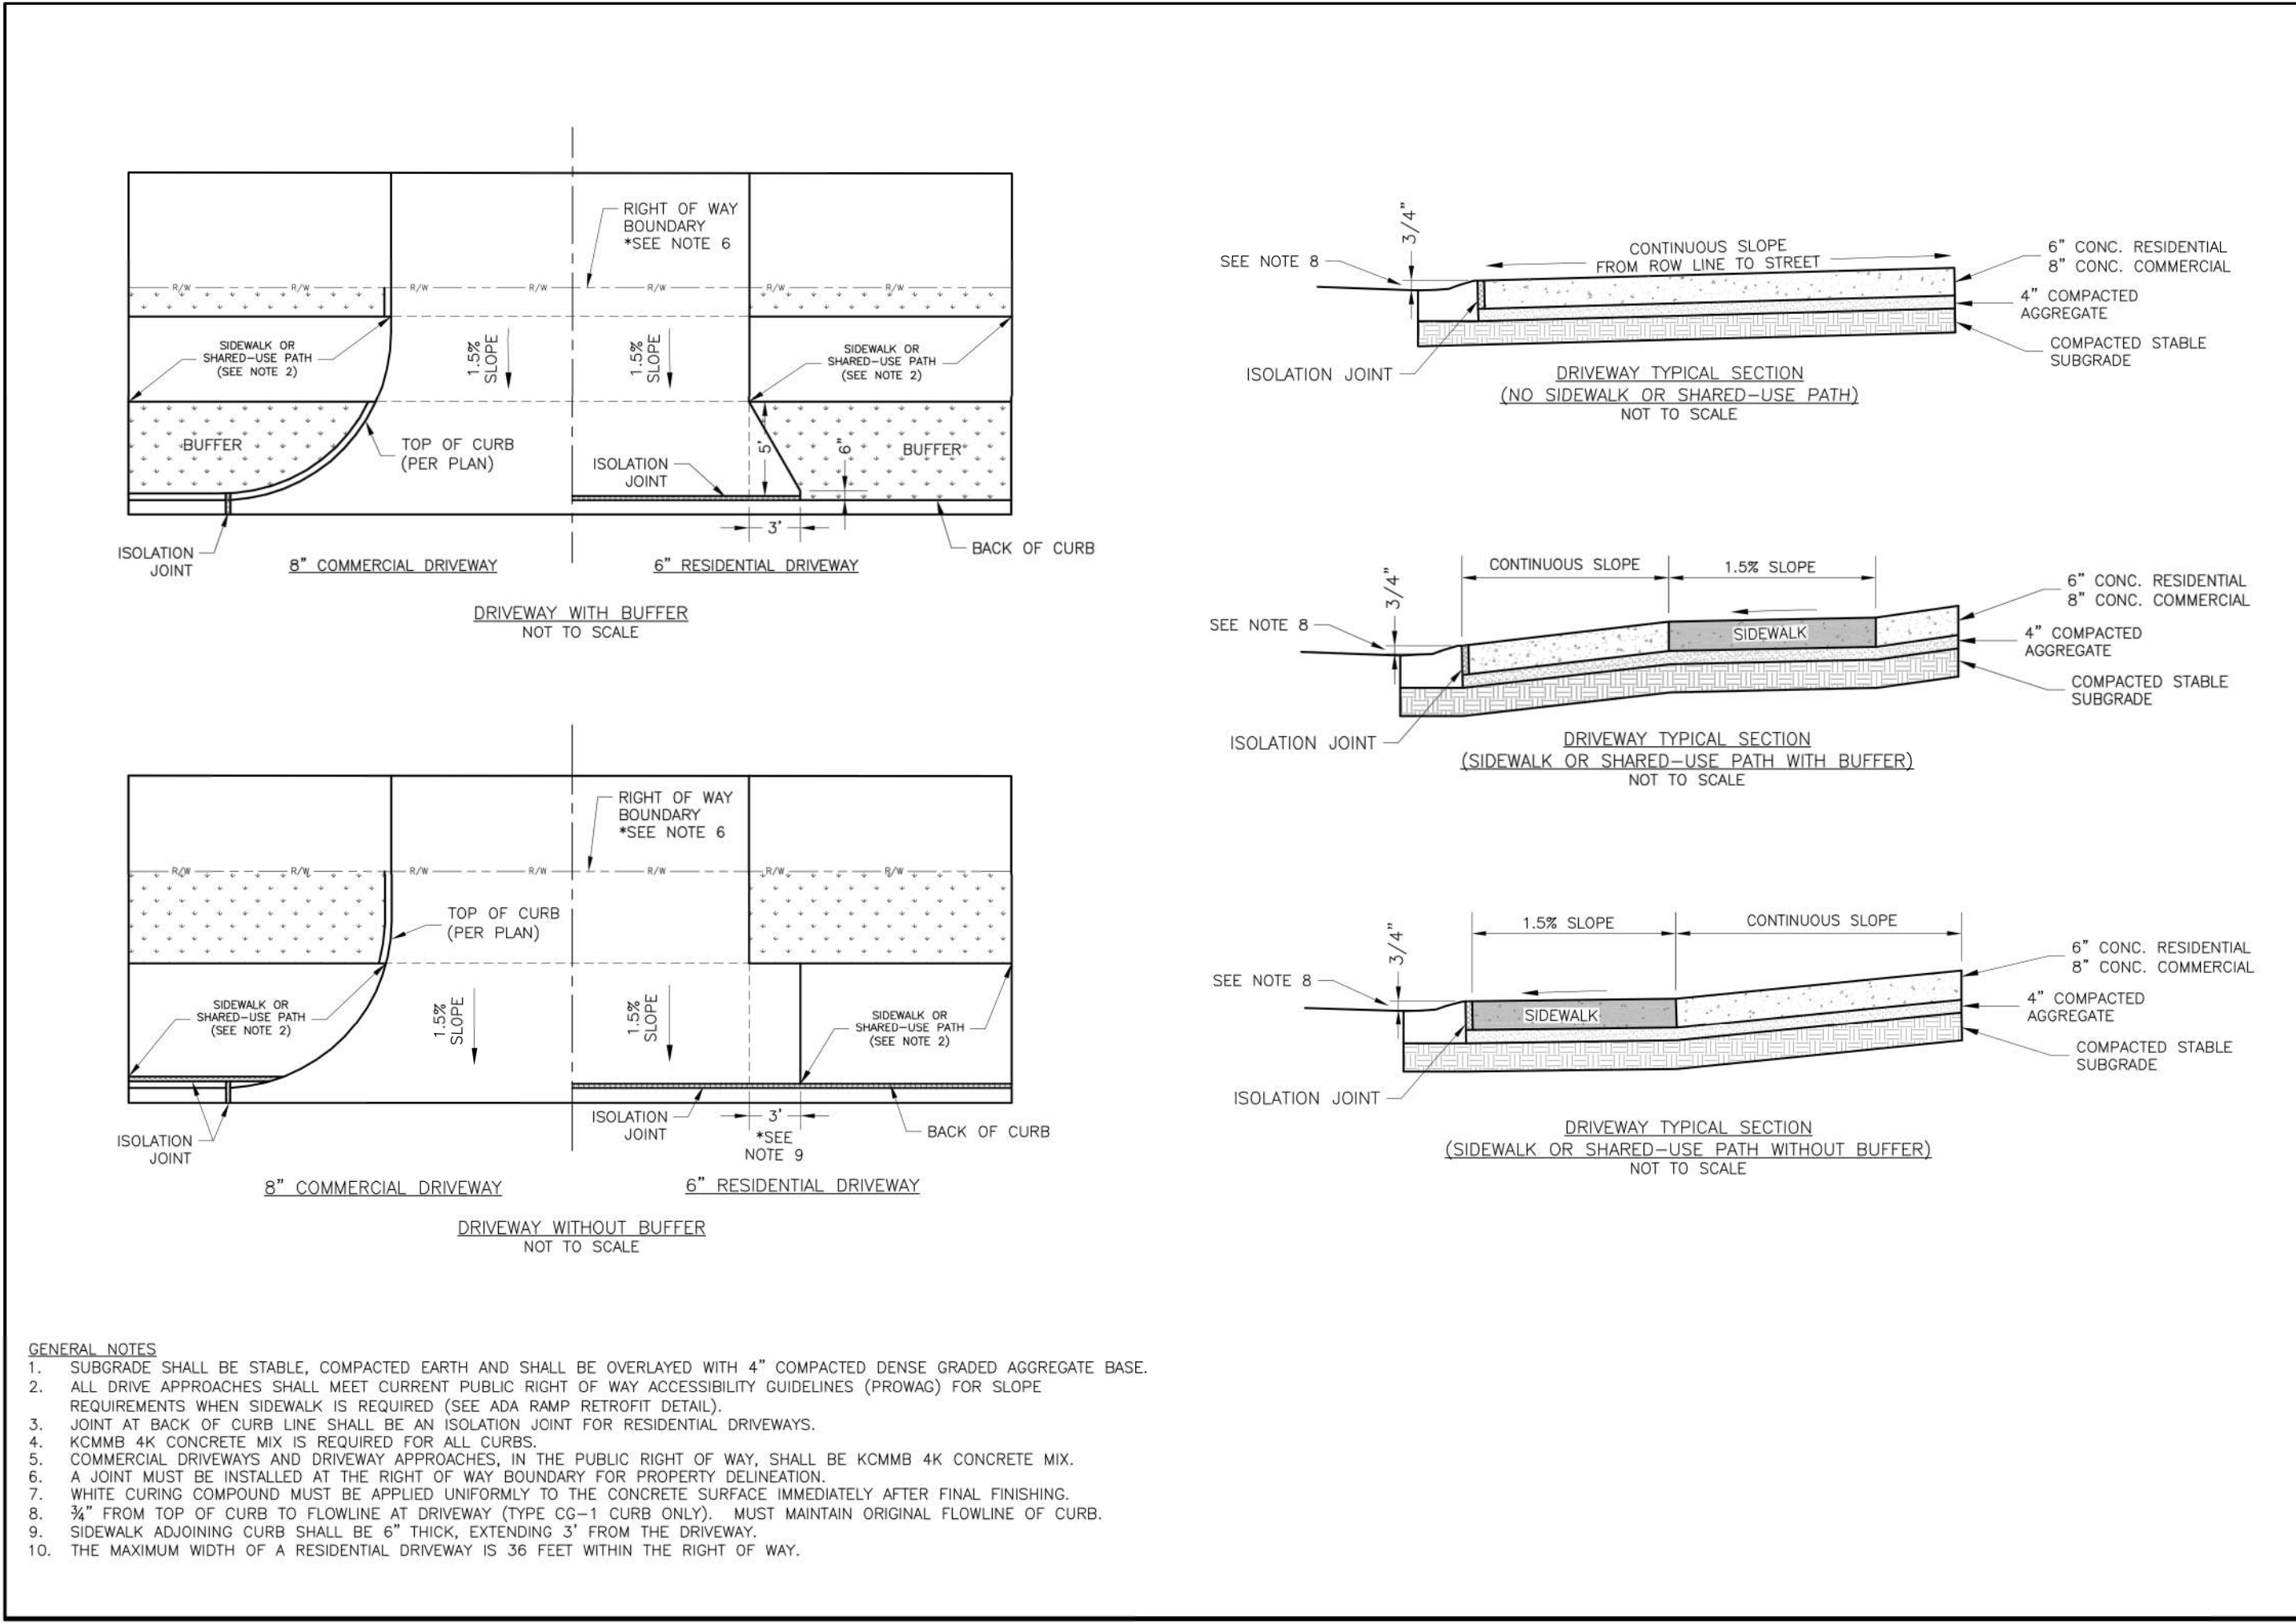 RIGHT OF WAY
BOUNDARY
*SEE NOTE 6
R/W
R/W
R/W
R/W
R/W
R/W
R/W
SIDEWALK OR
SHARED-USE PATH
(SEE NOTE 2)
1.5%
SLOPE
1.5%
SLOPE
SIDEWALK OR
SHARED-USE PATH
(SEE NOTE 2)
BUFFER
TOP OF CURB
(PER PLAN)
ISOLATION
JOINT
5'
6"
BUFFER
3'
ISOLATION
JOINT
BACK OF CURB
8" COMMERCIAL DRIVEWAY
6" RESIDENTIAL DRIVEWAY
DRIVEWAY WITH BUFFER
NOT TO SCALE
RIGHT OF WAY
BOUNDARY
*SEE NOTE 6
R/W
R/W
R/W
R/W
R/W
R/W
R/W
TOP OF CURB
(PER PLAN)
SIDEWALK OR
SHARED-USE PATH
(SEE NOTE 2)
1.5%
SLOPE
1.5%
SLOPE
SIDEWALK OR
SHARED-USE PATH
(SEE NOTE 2)
ISOLATION
JOINT
ISOLATION
JOINT
3'
*SEE
NOTE 9
BACK OF CURB
8" COMMERCIAL DRIVEWAY
6" RESIDENTIAL DRIVEWAY
DRIVEWAY WITHOUT BUFFER
NOT TO SCALE
3/4"
SEE NOTE 8
CONTINUOUS SLOPE
FROM ROW LINE TO STREET
6" CONC. RESIDENTIAL
8" CONC. COMMERCIAL
4" COMPACTED
AGGREGATE
COMPACTED STABLE
SUBGRADE
ISOLATION JOINT
DRIVEWAY TYPICAL SECTION
(NO SIDEWALK OR SHARED-USE PATH)
NOT TO SCALE
3/4"
SEE NOTE 8
CONTINUOUS SLOPE
1.5% SLOPE
SIDEWALK
6" CONC. RESIDENTIAL
8" CONC. COMMERCIAL
4" COMPACTED
AGGREGATE
COMPACTED STABLE
SUBGRADE
ISOLATION JOINT
DRIVEWAY TYPICAL SECTION
(SIDEWALK OR SHARED-USE PATH WITH BUFFER)
NOT TO SCALE
3/4"
SEE NOTE 8
1.5% SLOPE
CONTINUOUS SLOPE
SIDEWALK
6" CONC. RESIDENTIAL
8" CONC. COMMERCIAL
4" COMPACTED
AGGREGATE
COMPACTED STABLE
SUBGRADE
ISOLATION JOINT
DRIVEWAY TYPICAL SECTION
(SIDEWALK OR SHARED-USE PATH WITHOUT BUFFER)
NOT TO SCALE
GENERAL NOTES
1. SUBGRADE SHALL BE STABLE, COMPACTED EARTH AND SHALL BE OVERLAYED WITH 4" COMPACTED DENSE GRADED AGGREGATE BASE.
2. ALL DRIVE APPROACHES SHALL MEET CURRENT PUBLIC RIGHT OF WAY ACCESSIBILITY GUIDELINES (PROWAG) FOR SLOPE
REQUIREMENTS WHEN SIDEWALK IS REQUIRED (SEE ADA RAMP RETROFIT DETAIL).
3. JOINT AT BACK OF CURB LINE SHALL BE AN ISOLATION JOINT FOR RESIDENTIAL DRIVEWAYS.
4. KCMMB 4K CONCRETE MIX IS REQUIRED FOR ALL CURBS.
5. COMMERCIAL DRIVEWAYS AND DRIVEWAY APPROACHES, IN THE PUBLIC RIGHT OF WAY, SHALL BE KCMMB 4K CONCRETE MIX.
6. A JOINT MUST BE INSTALLED AT THE RIGHT OF WAY BOUNDARY FOR PROPERTY DELINEATION.
7. WHITE CURING COMPOUND MUST BE APPLIED UNIFORMLY TO THE CONCRETE SURFACE IMMEDIATELY AFTER FINAL FINISHING.
8. ¾" FROM TOP OF CURB TO FLOWLINE AT DRIVEWAY (TYPE CG-1 CURB ONLY). MUST MAINTAIN ORIGINAL FLOWLINE OF CURB.
9. SIDEWALK ADJOINING CURB SHALL BE 6" THICK, EXTENDING 3' FROM THE DRIVEWAY.
10. THE MAXIMUM WIDTH OF A RESIDENTIAL DRIVEWAY IS 36 FEET WITHIN THE RIGHT OF WAY.